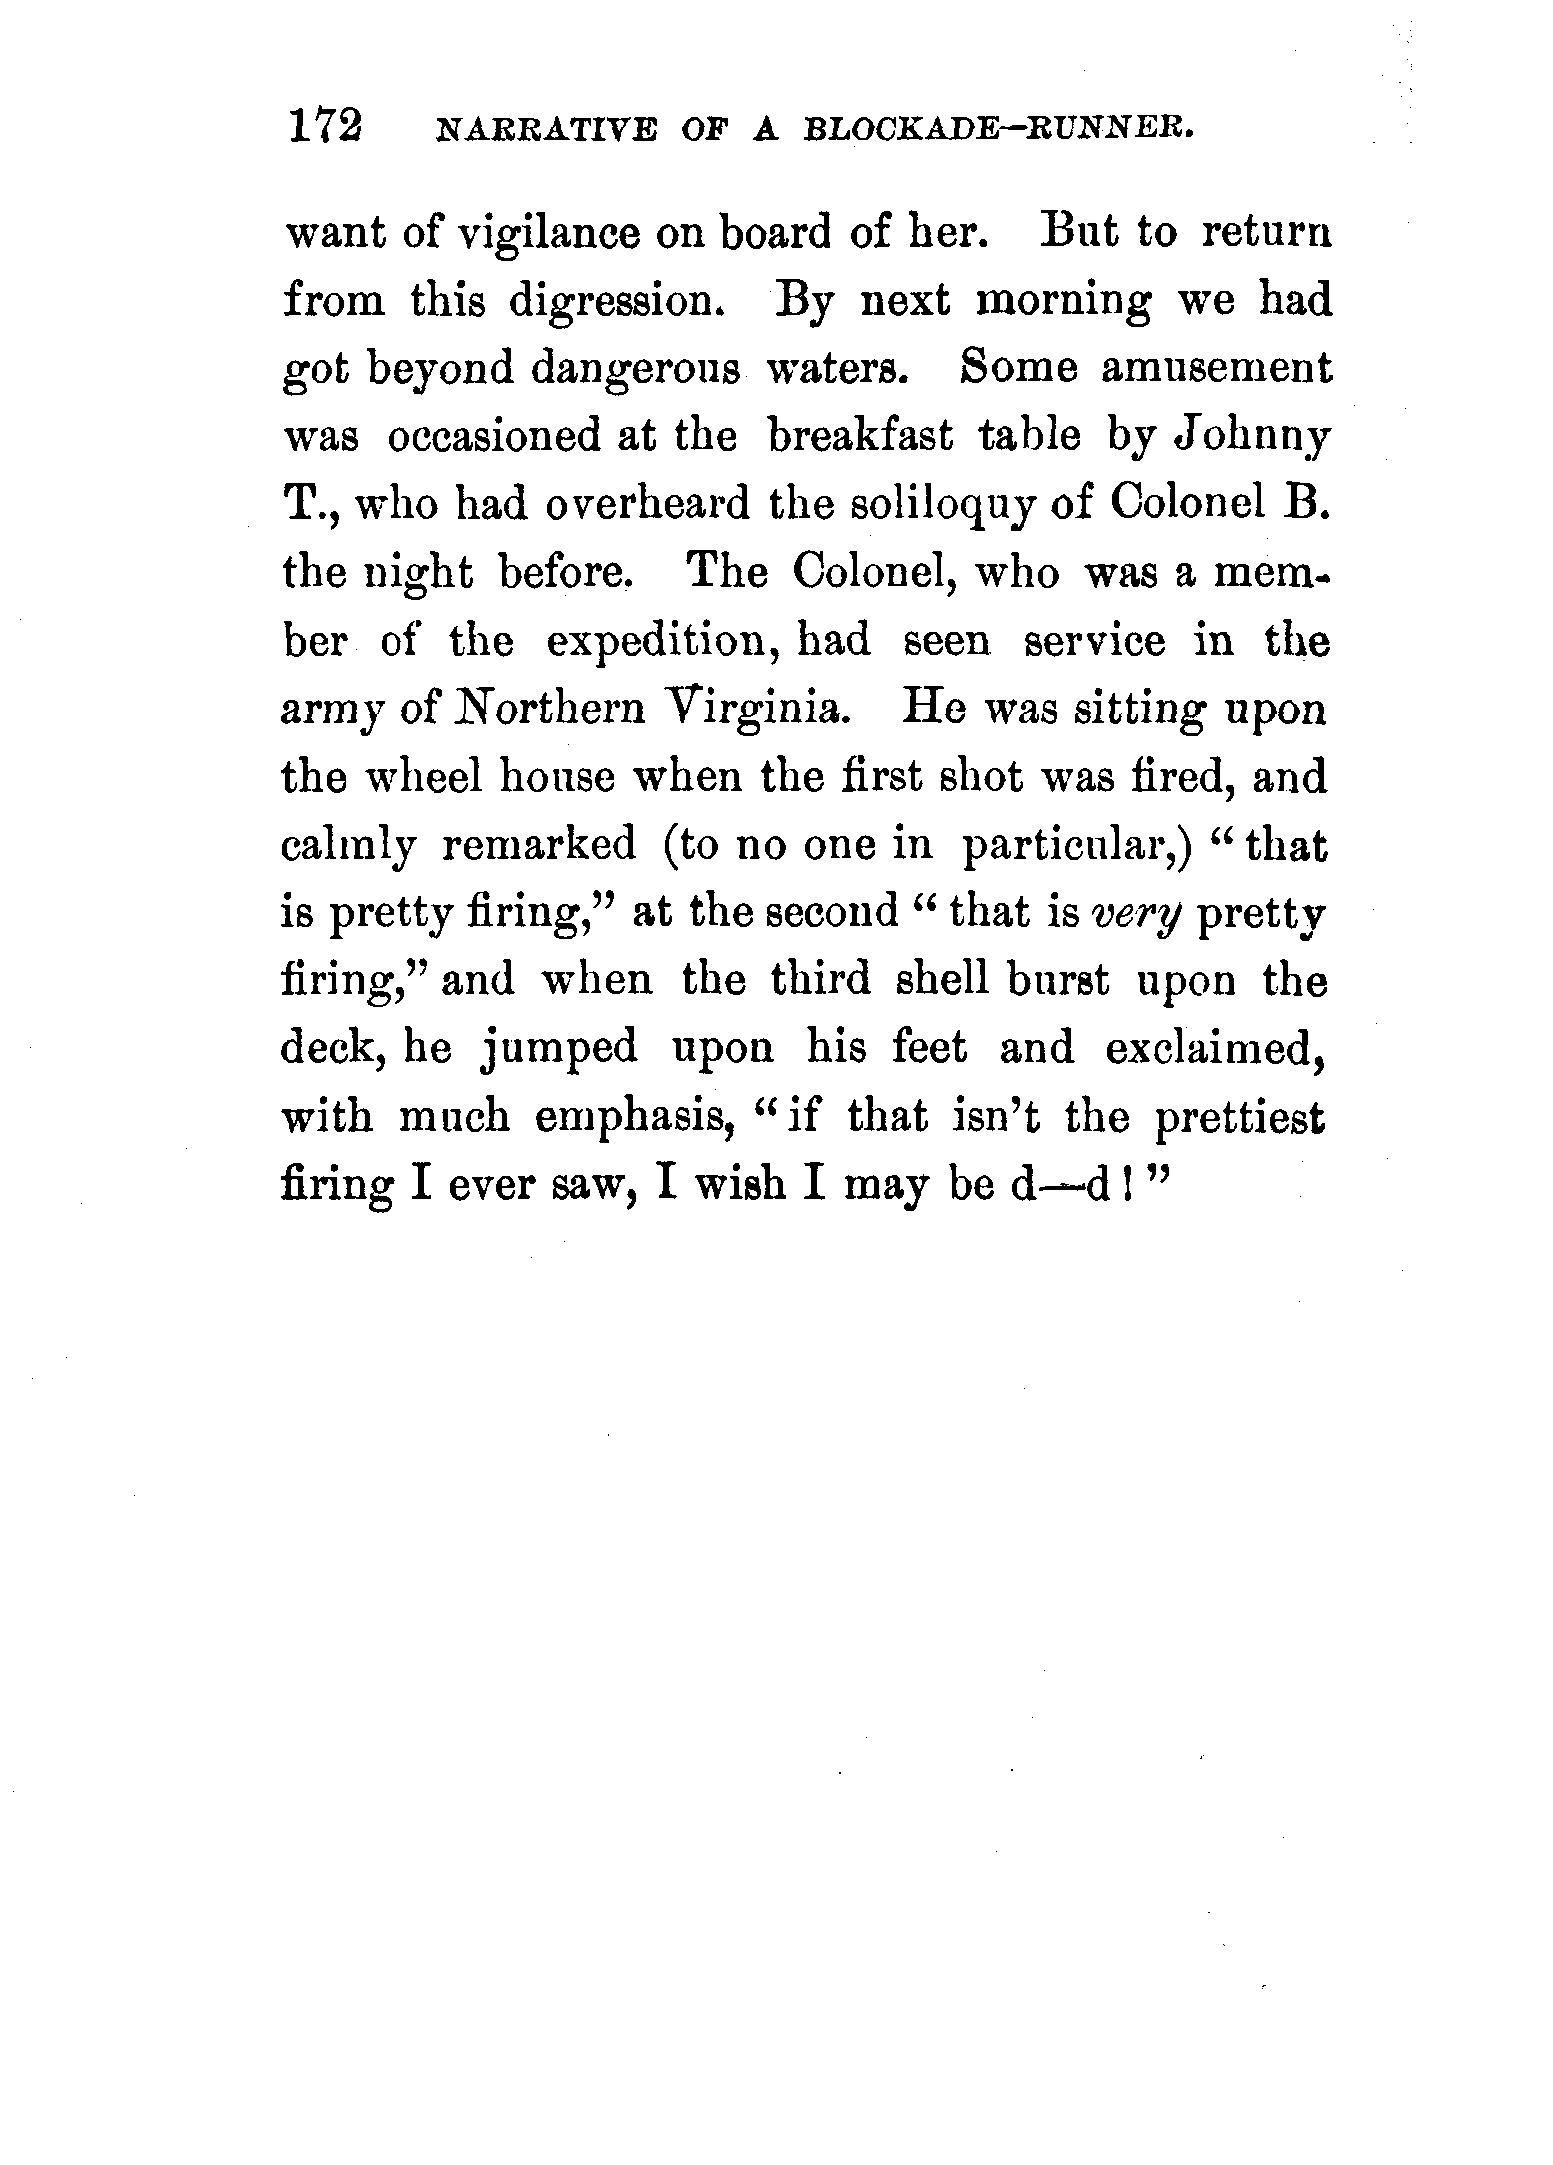 172 NARRATIVE OF A BLOCKADE-RUNNER.
want of vigilance on board of her. But to return
from this digression. By next morning we had
got beyond dangerous waters. Some amusement
was occasioned at the breakfast table by Johnny
T., who had overheard the soliloquy of Colonel B.
the night before. The Colonel, who was a mem-
ber of the expedition, had seen service in the
army of Northern Virginia. He was sitting upon
the wheel house when the first shot was fired, and
calmly remarked (to no one in particular,) “ that
is pretty firing,” at the second “ that is very pretty
firing,” and when the third shell burst upon the
deck, he jumped upon his feet and exclaimed,
with much emphasis, “ if that isn’t the prettiest
firing I ever saw, I wish I may be d—d ! ”